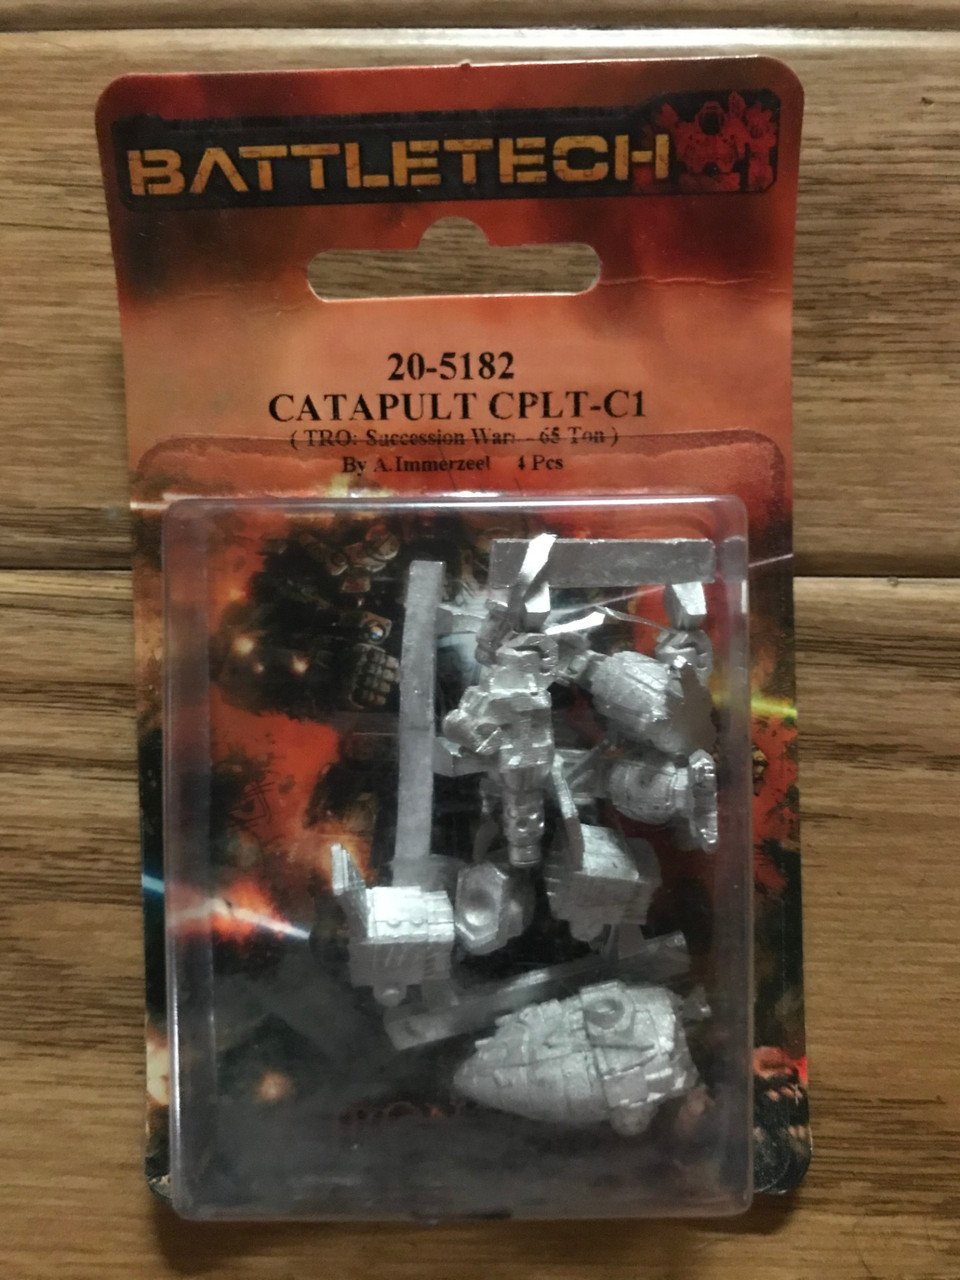 BATTLETECH
20-5182
CATAPULT CPLT-C1
( TRO: Succession Wars - 65 Ton )
By A.Immerzeel 4 Pcs